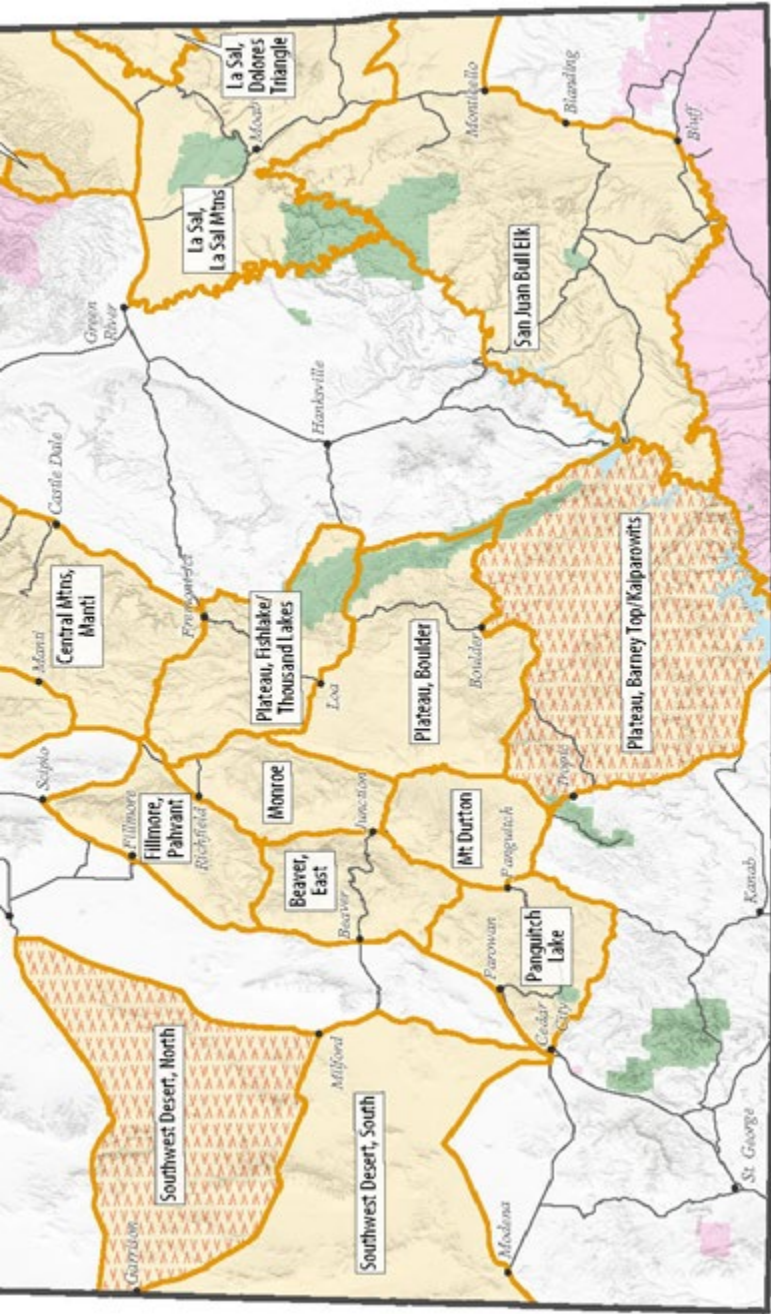 Garrison
Southwest Desert, North
Milford
Southwest Desert, South
Modena
St. George
Scipio
Fillmore
Fillmore,
Pahvant
Richfield
Monroe
Beaver,
East
Beaver
Junction
Mt Dutton
Panguitch
Parowan
Panguitch
Lake
Cedar
City
Kanab
Manti
Central Mtns,
Manti
Castle Dale
Fremont Jct
Plateau, Fishlake/
Thousand Lakes
Loa
Plateau, Boulder
Boulder
Tropic
Plateau, Barney Top/Kaiparowits
Green
River
Hanksville
La Sal,
La Sal Mtns
La Sal,
Dolores
Triangle
Moab
San Juan Bull Elk
Monticello
Blanding
Bluff